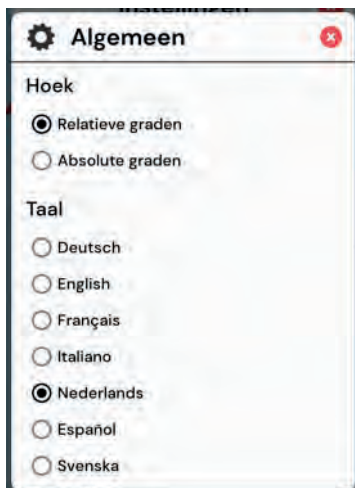 Algemeen
Hoek
Relatieve graden
Absolute graden
Taal
Deutsch
English
Français
Italiano
Nederlands
Español
Svenska